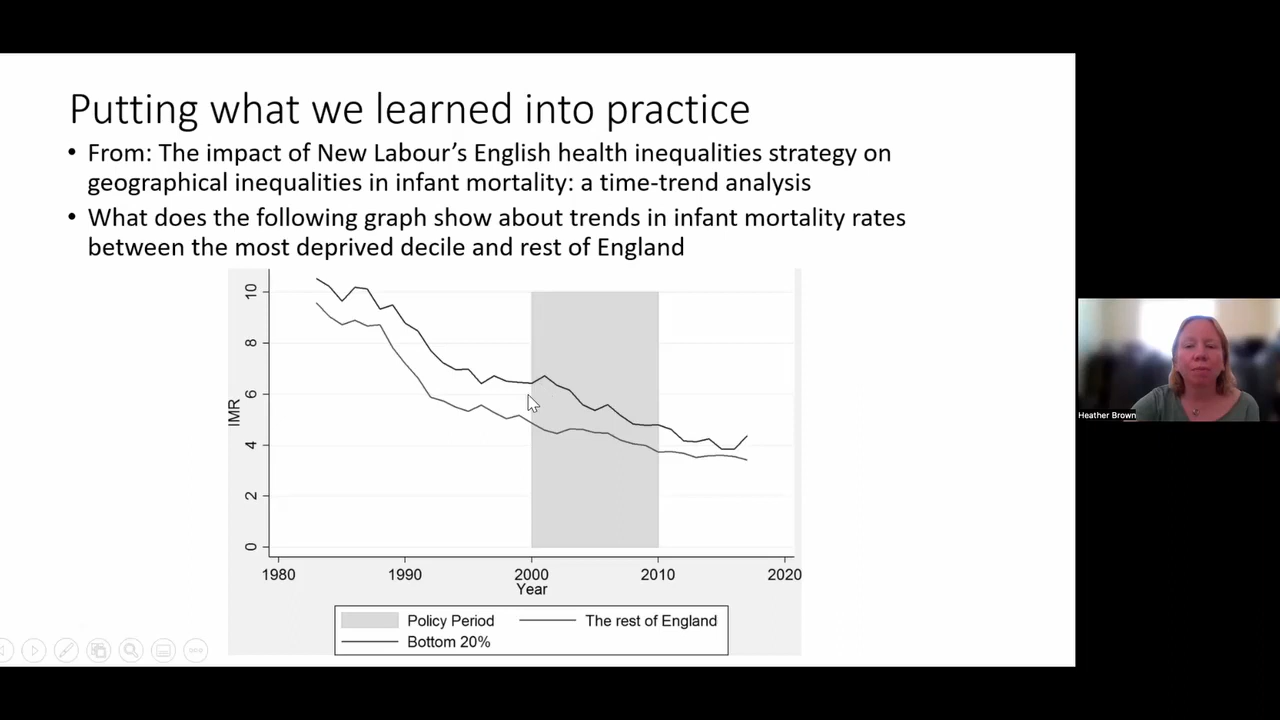 Putting what we learned into practice
• From: The impact of New Labour’s English health inequalities strategy on
geographical inequalities in infant mortality: a time-trend analysis
• What does the following graph show about trends in infant mortality rates
between the most deprived decile and rest of England
10
8
6
4
2
0
IMR
1980 1990 2000 2010 2020
Year
Policy Period The rest of England
Bottom 20%
Heather Brown